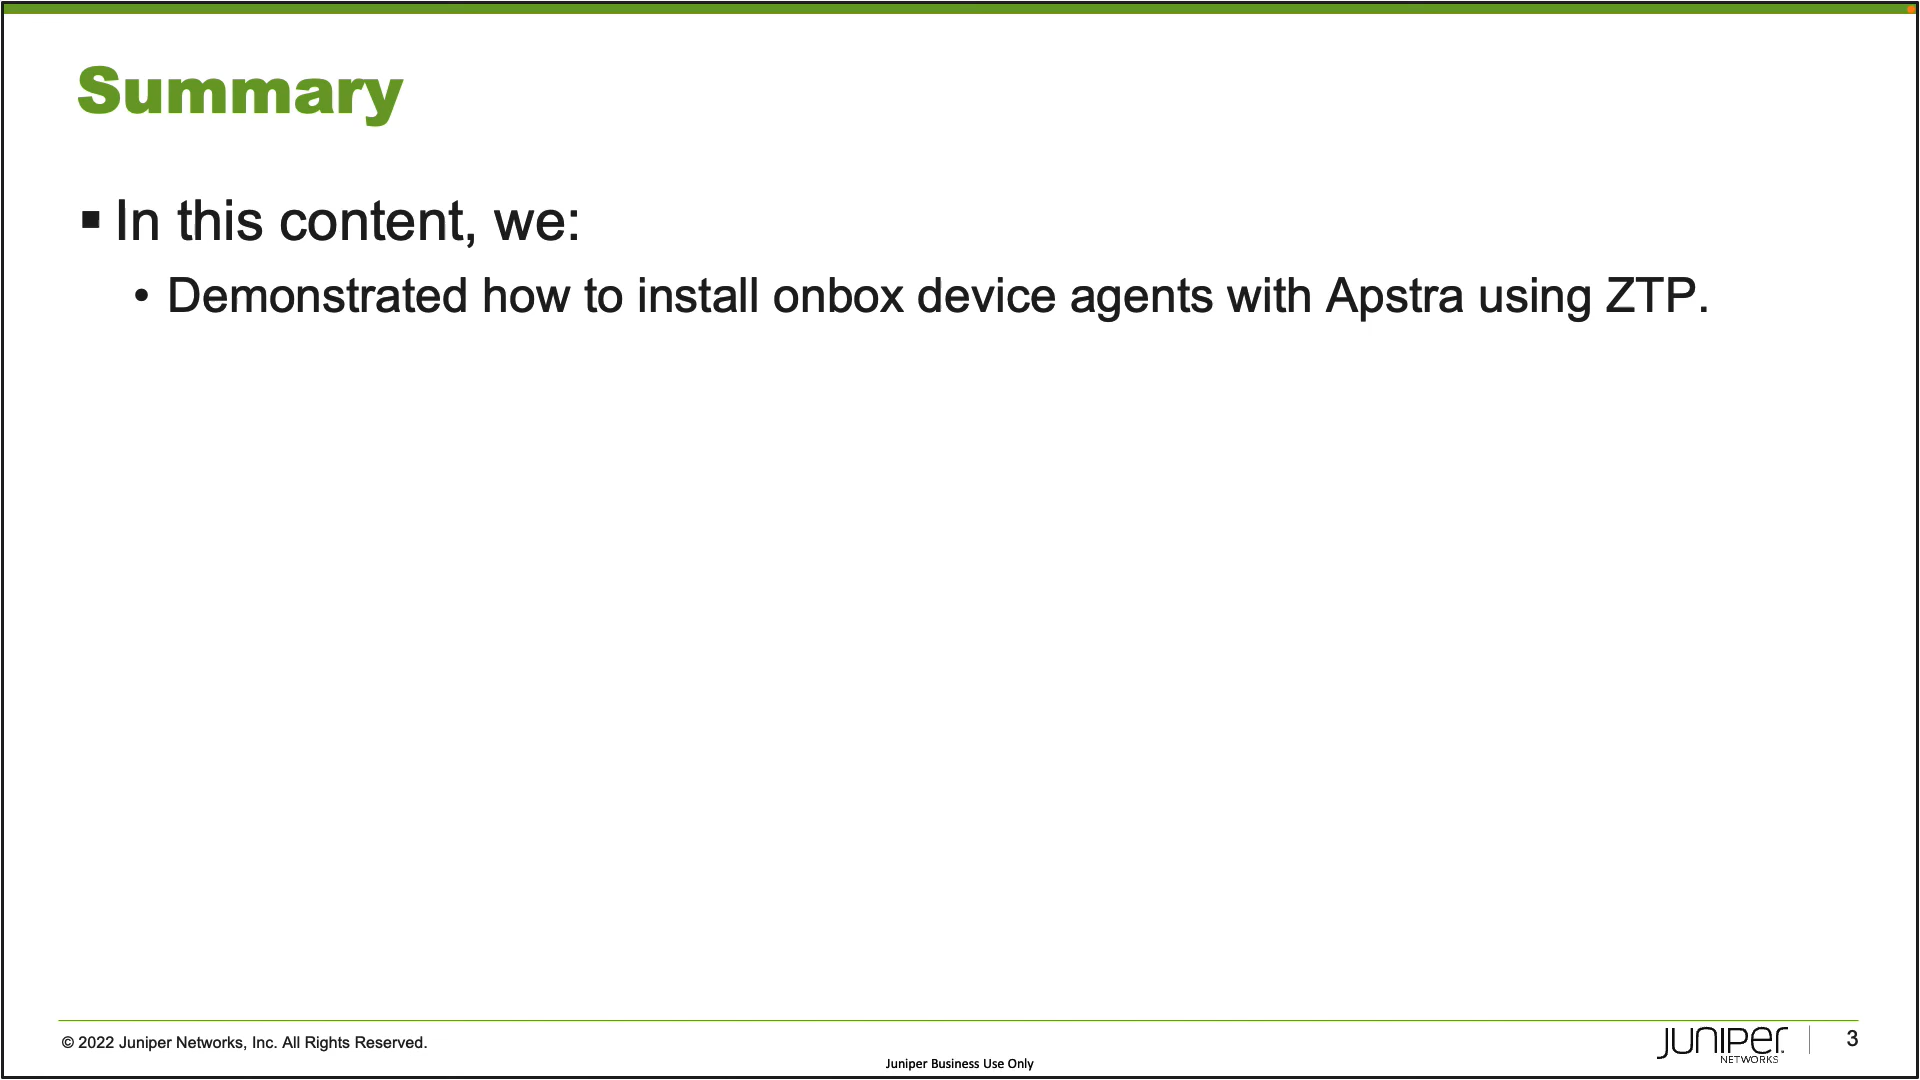 Summary
▪ In this content, we:
• Demonstrated how to install onbox device agents with Apstra using ZTP.
© 2022 Juniper Networks, Inc. All Rights Reserved.
Juniper Business Use Only
JUNIPER
NETWORKS
3